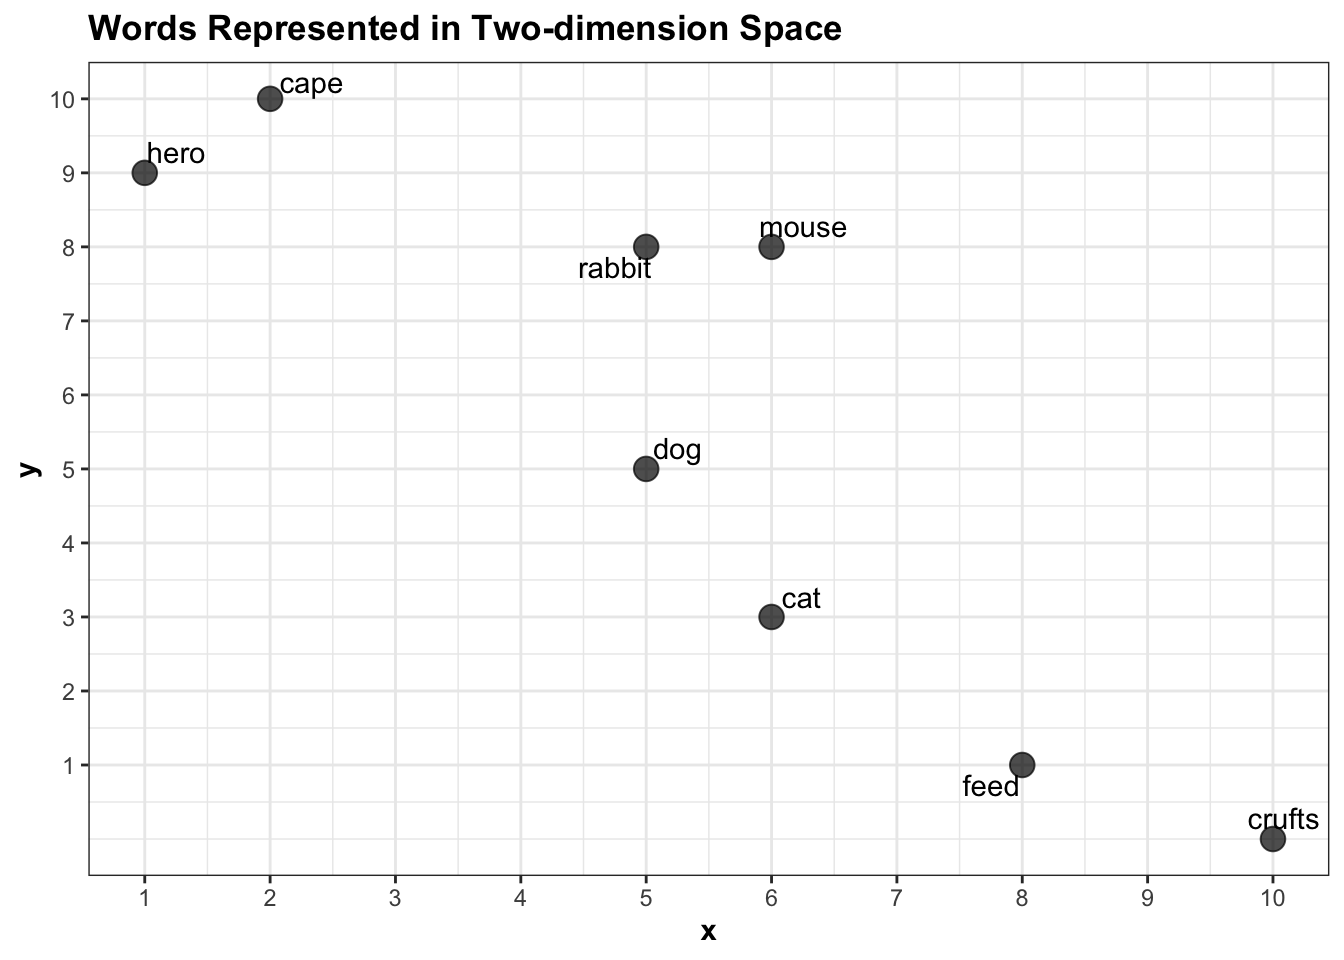 Words Represented in Two-dimension Space
cape
10
hero
9
mouse
8
rabbit
7
6
dog
y
5
4
cat
3
2
1
feed
crufts
1 2 3 4 5 6 7 8 9 10
x